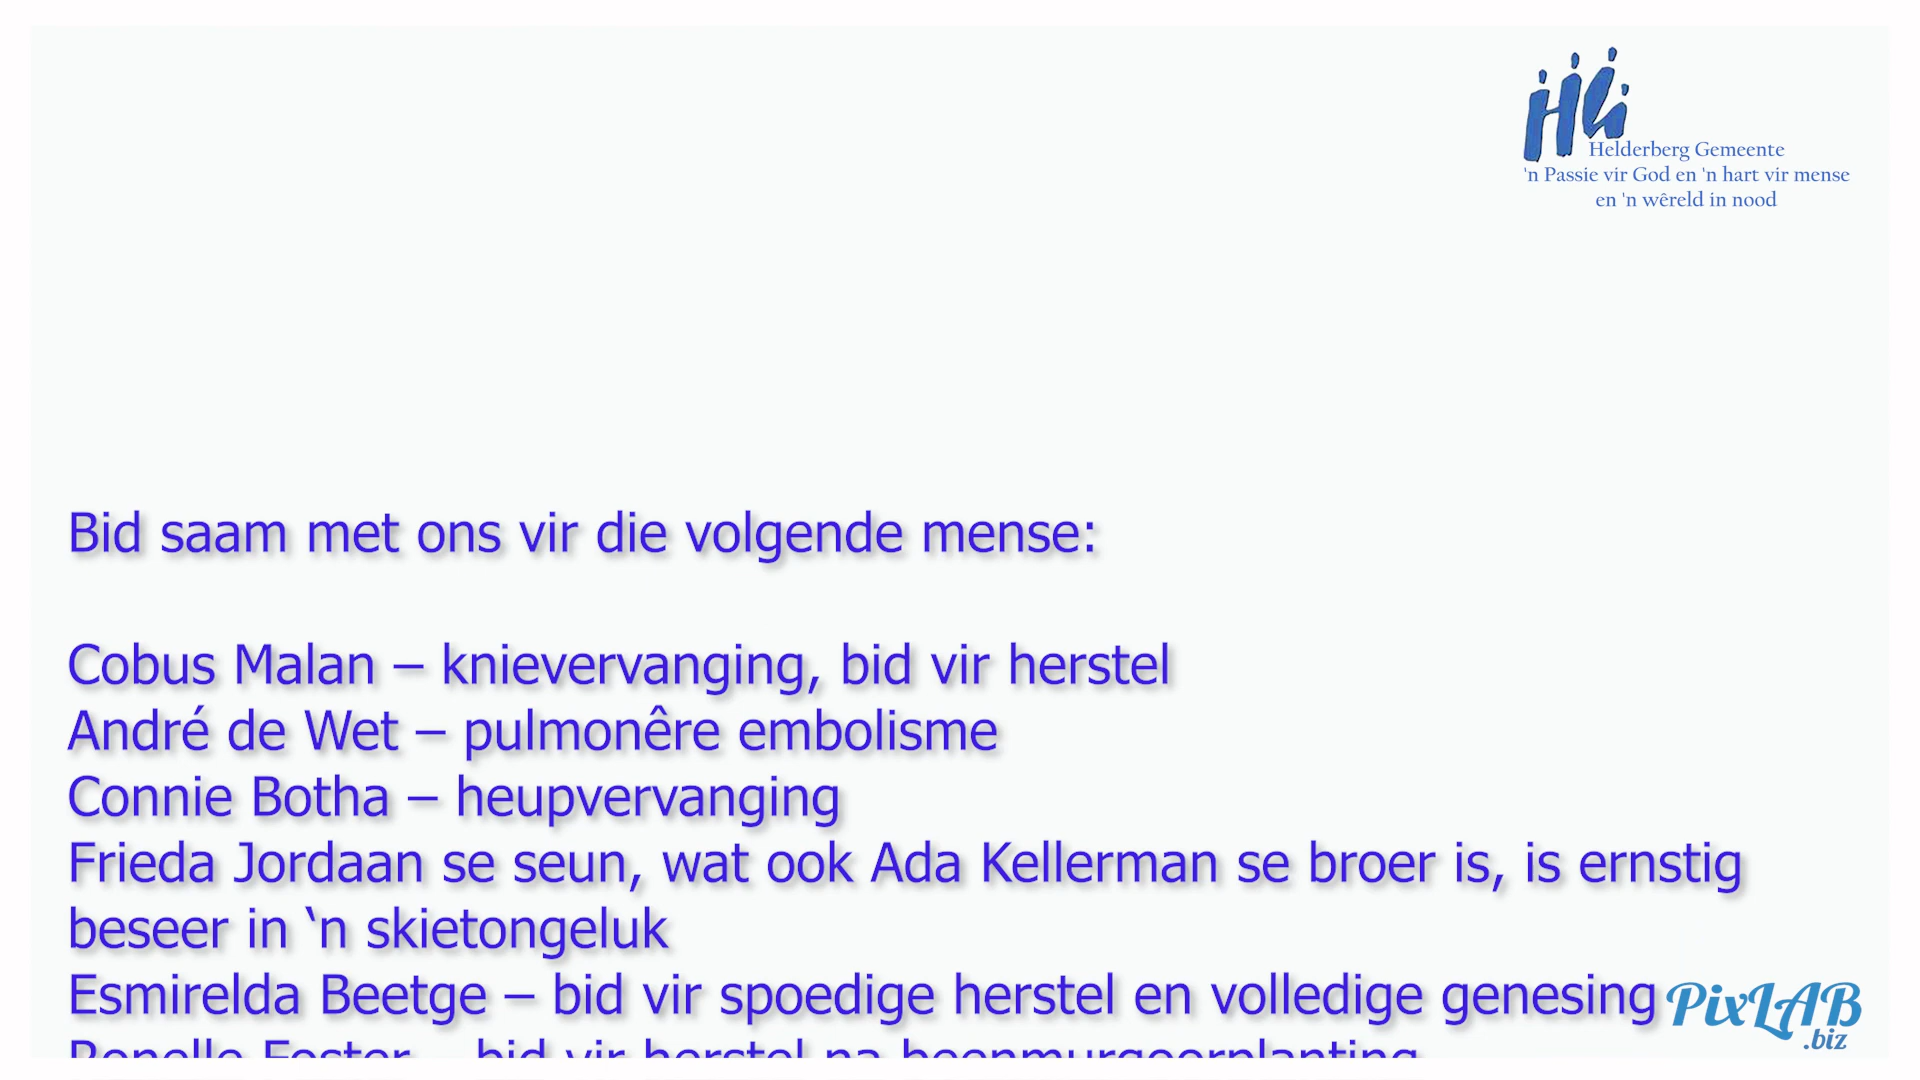 HG
Helderberg Gemeente
'n Passie vir God en 'n hart vir mense
en 'n wêreld in nood
Bid saam met ons vir die volgende mense:
Cobus Malan – knievervanging, bid vir herstel
André de Wet – pulmonêre embolisme
Connie Botha – heupvervanging
Frieda Jordaan se seun, wat ook Ada Kellerman se broer is, is ernstig
beseer in ‘n skietongeluk
Esmirelda Beetge – bid vir spoedige herstel en volledige genesing
Foster – bid vir herstel na
PixLAB
.biz